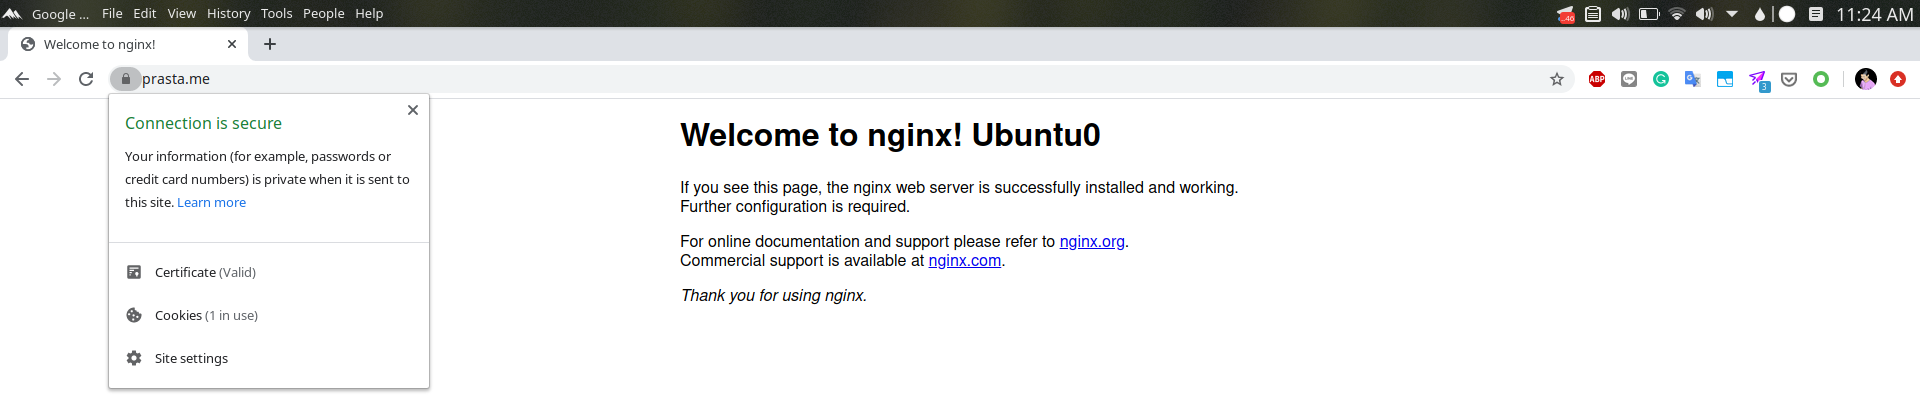 Google ... File Edit View History Tools People Help 11:24 AM
Welcome to nginx!
prasta.me
ABP
3
Connection is secure
Your information (for example, passwords or
credit card numbers) is private when it is sent to
this site. Learn more
Certificate (Valid)
Cookies (1 in use)
Site settings
Welcome to nginx! Ubuntu0
If you see this page, the nginx web server is successfully installed and working.
Further configuration is required.
For online documentation and support please refer to nginx.org.
Commercial support is available at nginx.com.
Thank you for using nginx.